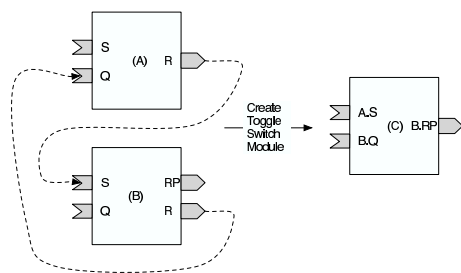 S
(A)
R
Q
Create
Toggle
Switch
Module
A.S
(C)
B.RP
B.Q
S
RP
(B)
Q
R